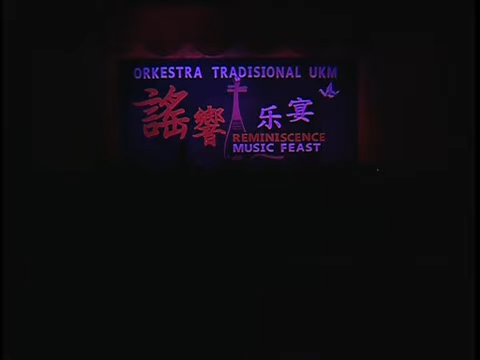 ORKESTRA TRADISIONAL UKM
謠響乐宴
REMINISCENCE
MUSIC FEAST